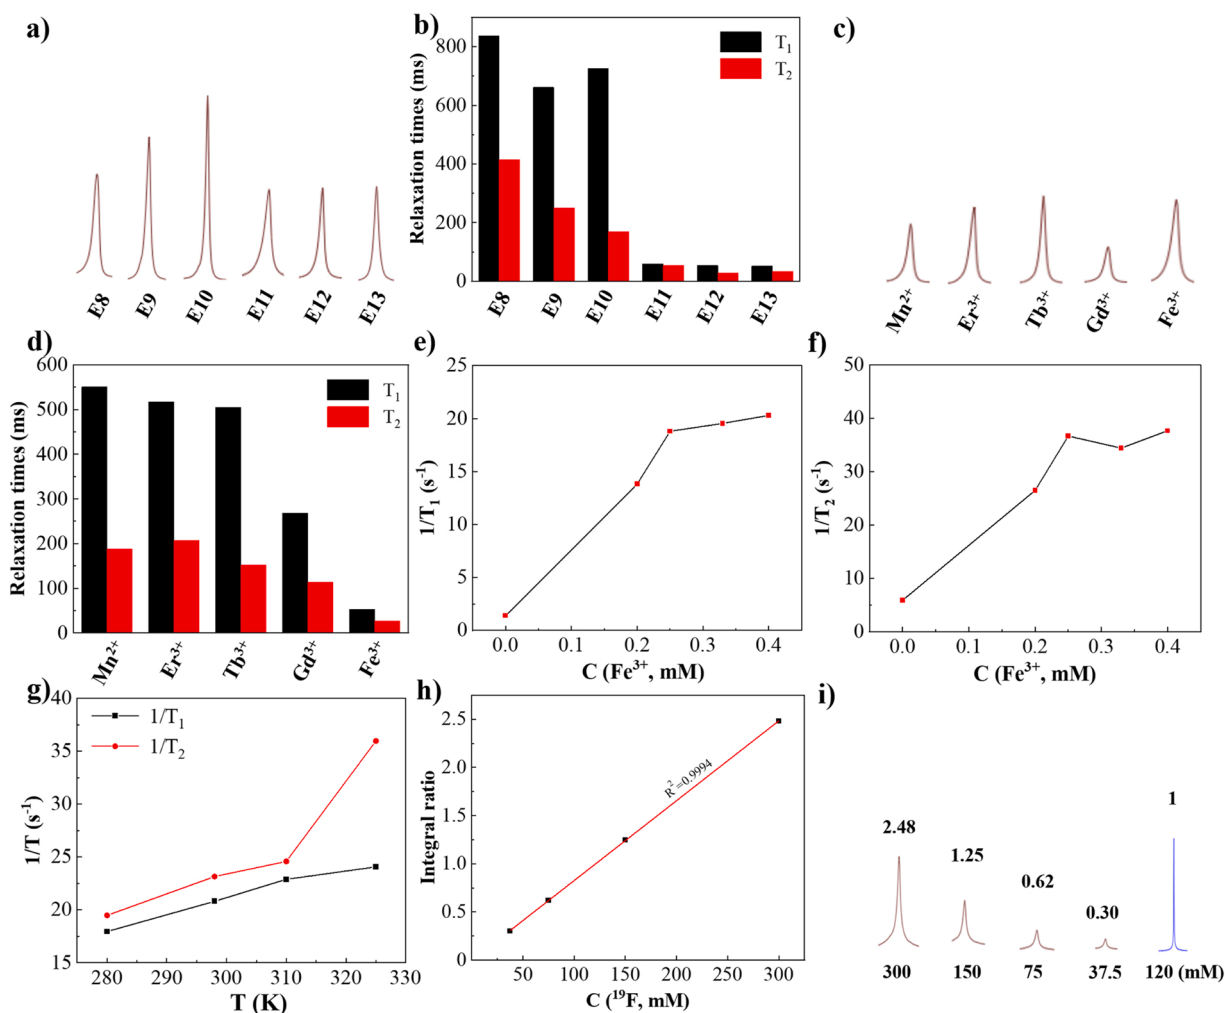 a)
E8
E9
E10
E11
E12
E13
b)
Relaxation times (ms)
800
600
400
200
0
T1
T2
E8
E9
E10
E11
E12
E13
c)
Mn2+
Er3+
Tb3+
Gd3+
Fe3+
d)
Relaxation times (ms)
600
500
400
300
200
100
0
T1
T2
Mn2+
Er3+
Tb3+
Gd3+
Fe3+
e)
1/T1 (s-1)
25
20
15
10
5
0
0.0 0.1 0.2 0.3 0.4
C (Fe3+, mM)
f)
1/T2 (s-1)
50
40
30
20
10
0
0.0 0.1 0.2 0.3 0.4
C (Fe3+, mM)
g)
1/T (s-1)
40
35
30
25
20
15
1/T1
1/T2
280 290 300 310 320 330
T (K)
h)
Integral ratio
2.5
2.0
1.5
1.0
0.5
0.0
R2=0.9994
0 50 100 150 200 250 300
C (19F, mM)
i)
2.48
1.25
0.62
0.30
1
300 150 75 37.5 120 (mM)